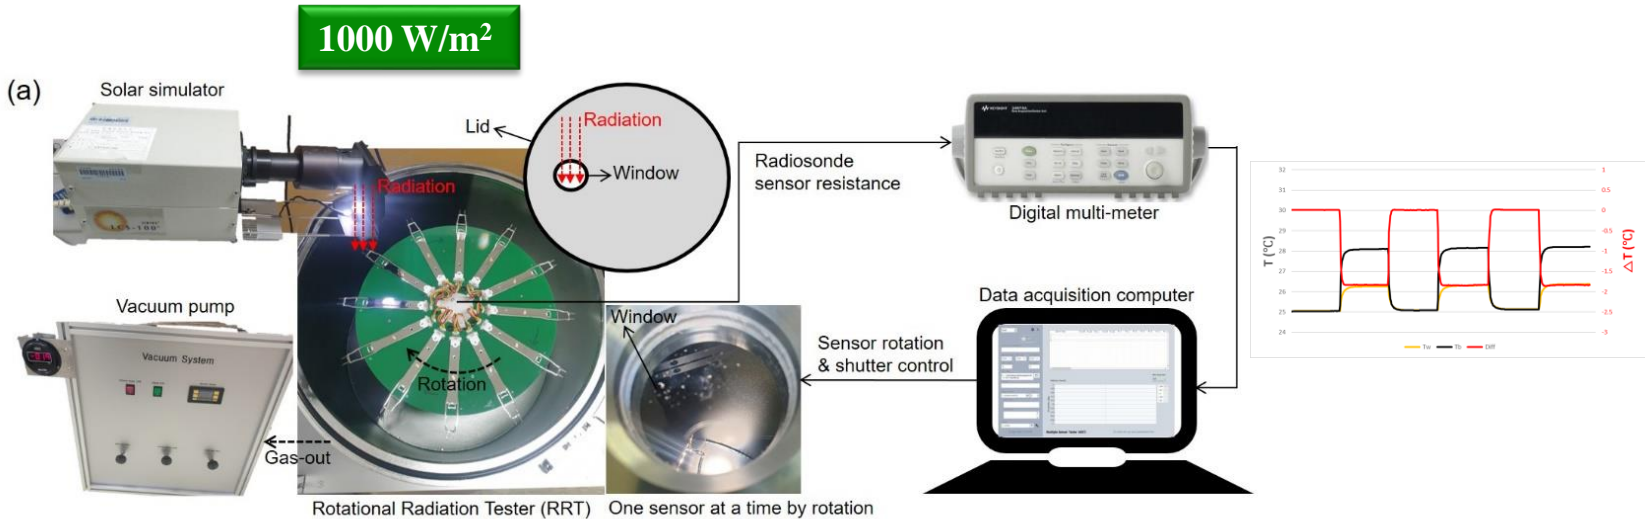 1000 W/m²
(a)
Solar simulator
Lid
Radiation
Window
Radiation
LCS-100
Radiosonde
sensor resistance
KEYSIGHT
Digital multi-meter
T (°C)
32
31
30
29
28
27
26
25
24
1
0.5
0
-0.5
-1
-1.5
-2
-2.5
-3
△T (°C)
Tw
Tb
Diff
Vacuum pump
Vacuum System
Gas-out
Rotation
Window
Sensor rotation
& shutter control
Data acquisition computer
Rotational Radiation Tester (RRT)
One sensor at a time by rotation